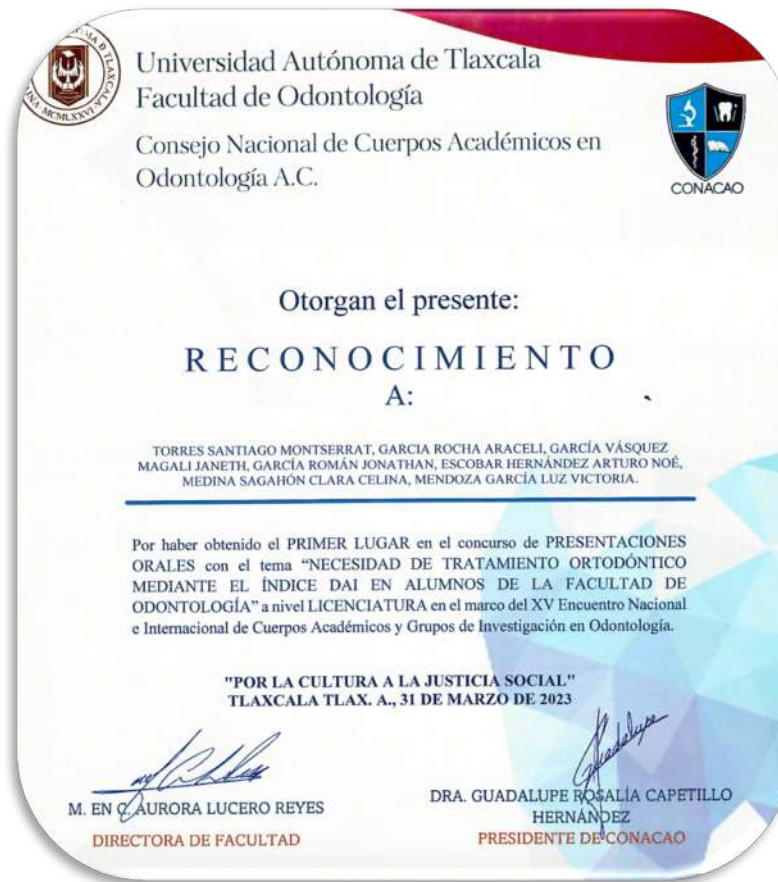 Universidad Autónoma de Tlaxcala
Facultad de Odontología
Consejo Nacional de Cuerpos Académicos en
Odontología A.C.
CONACAO
Otorgan el presente:
RECONOCIMIENTO
A:
TORRES SANTIAGO MONTSERRAT, GARCIA ROCHA ARACELI, GARCÍA VÁSQUEZ
MAGALI JANETH, GARCÍA ROMÁN JONATHAN, ESCOBAR HERNÁNDEZ ARTURO NOÉ,
MEDINA SAGAHÓN CLARA CELINA, MENDOZA GARCÍA LUZ VICTORIA.
Por haber obtenido el PRIMER LUGAR en el concurso de PRESENTACIONES
ORALES con el tema “NECESIDAD DE TRATAMIENTO ORTODÓNTICO
MEDIANTE EL ÍNDICE DAI EN ALUMNOS DE LA FACULTAD DE
ODONTOLOGÍA” a nivel LICENCIATURA en el marco del XV Encuentro Nacional
e Internacional de Cuerpos Académicos y Grupos de Investigación en Odontología.
"POR LA CULTURA A LA JUSTICIA SOCIAL"
TLAXCALA TLAX. A., 31 DE MARZO DE 2023
M. EN C. AURORA LUCERO REYES
DIRECTORA DE FACULTAD
DRA. GUADALUPE ROSALÍA CAPETILLO
HERNÁNDEZ
PRESIDENTE DE CONACAO